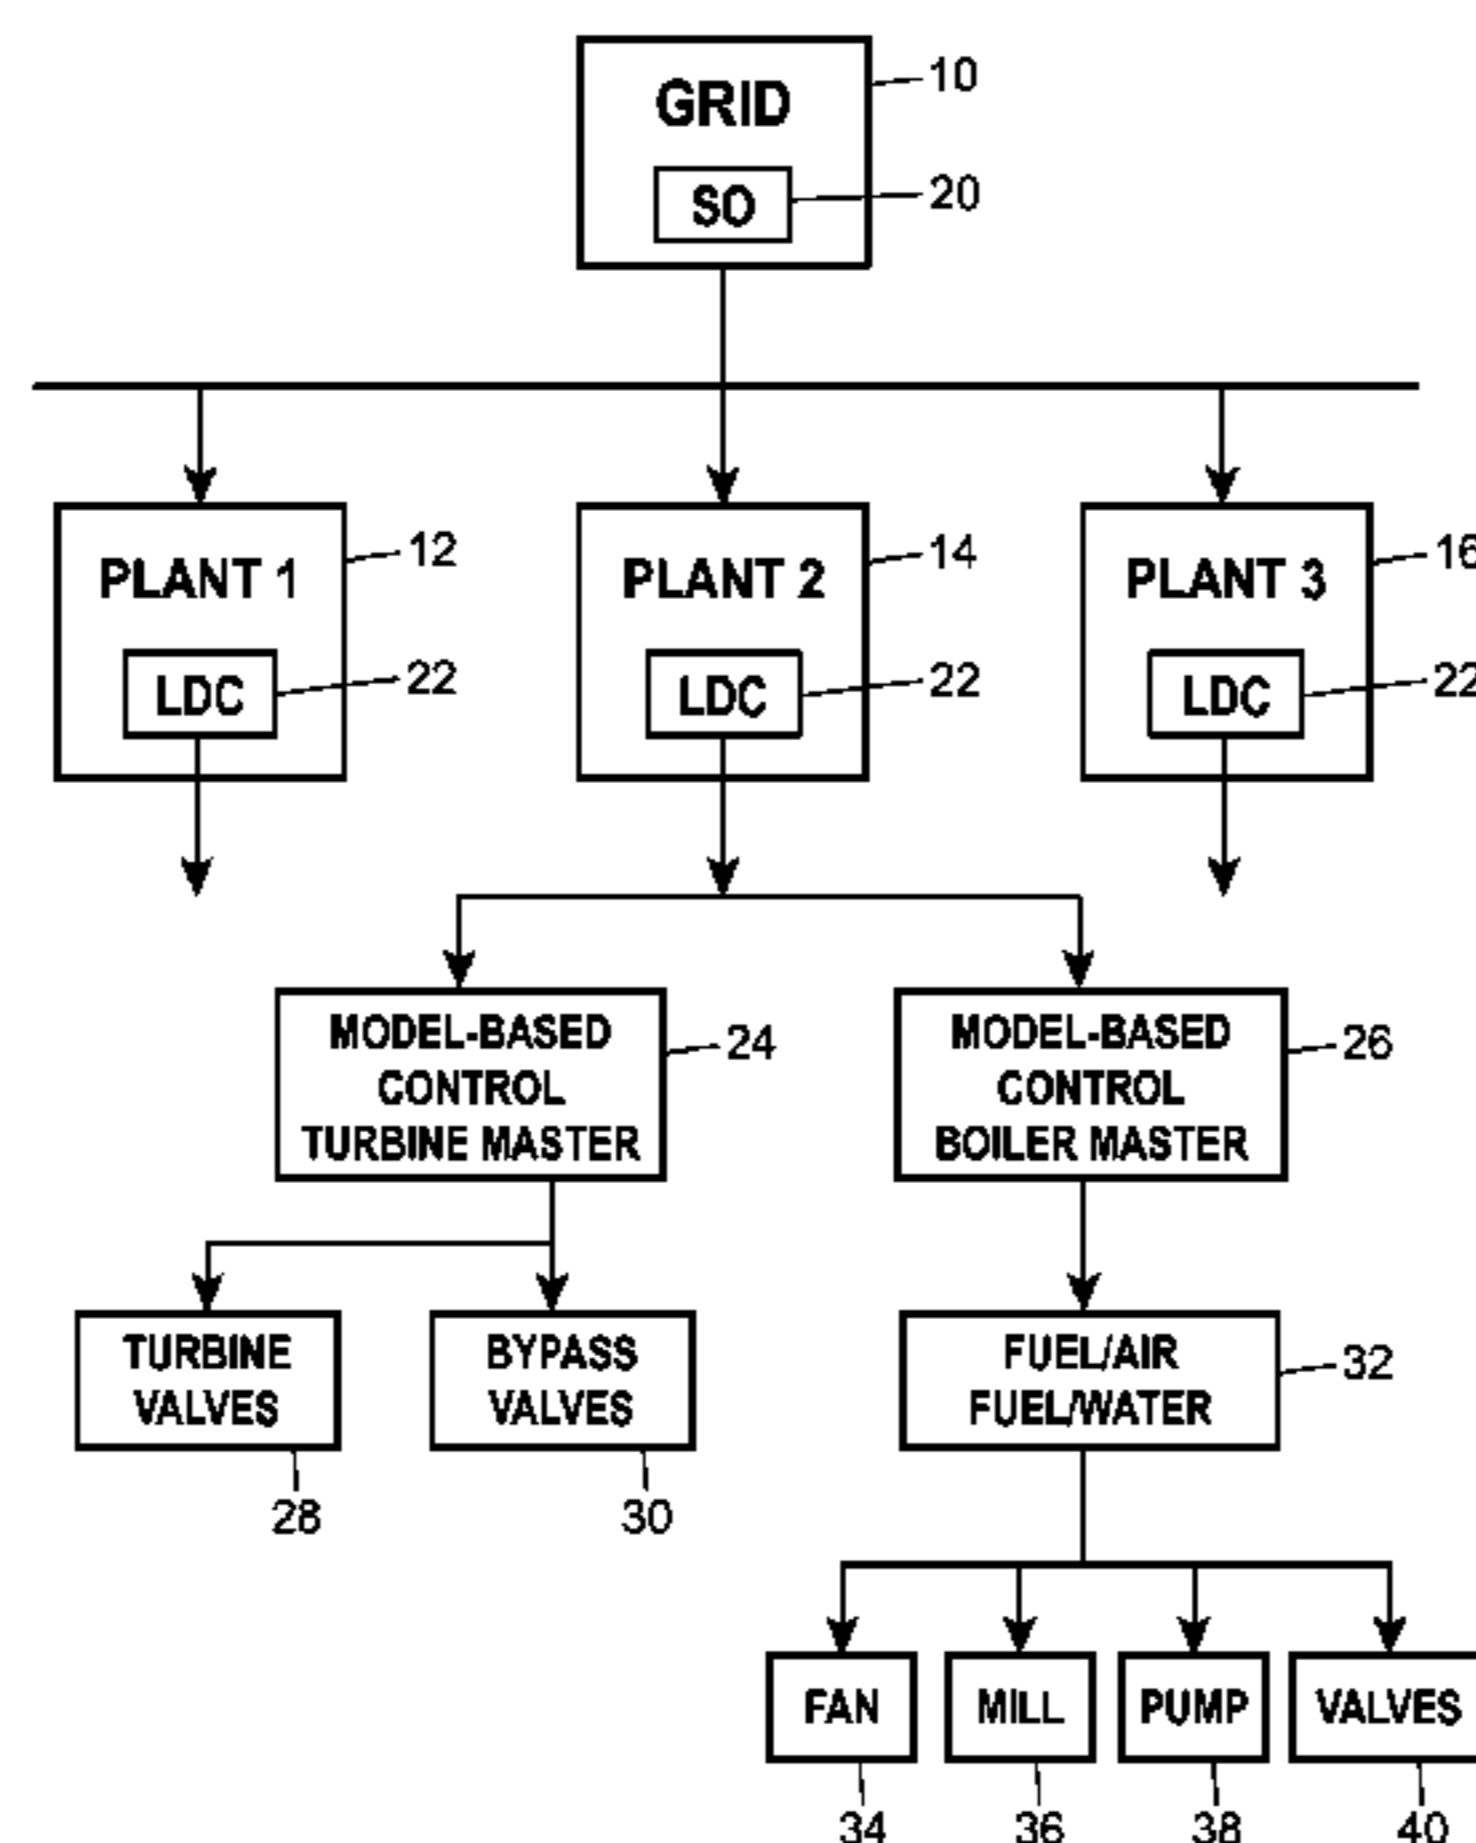 GRID
10
SO
20
PLANT 1
12
PLANT 2
14
PLANT 3
16
LDC
22
LDC
22
LDC
22
MODEL-BASED
CONTROL
TURBINE MASTER
24
MODEL-BASED
CONTROL
BOILER MASTER
26
TURBINE
VALVES
BYPASS
VALVES
FUEL/AIR
FUEL/WATER
32
28
30
FAN
MILL
PUMP
VALVES
34
36
38
40